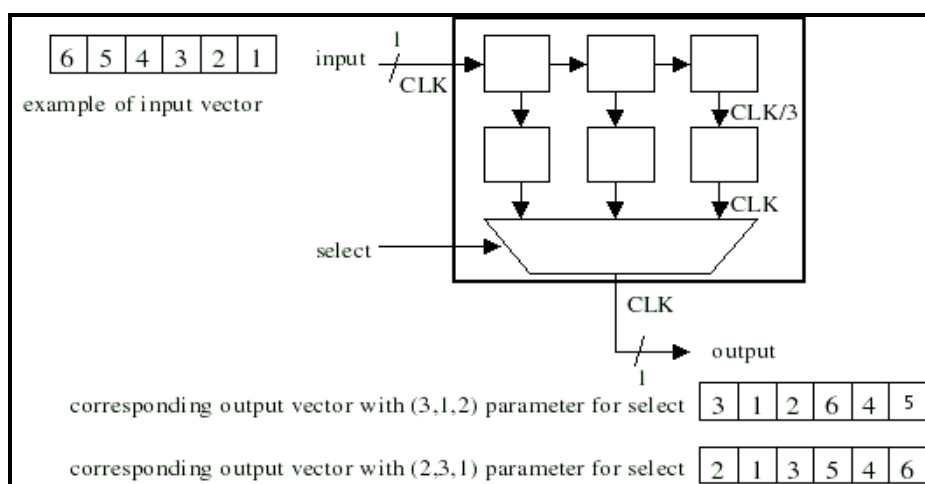 6 5 4 3 2 1
example of input vector
input
1
CLK
CLK/3
CLK
select
CLK
1
output
corresponding output vector with (3,1,2) parameter for select 3 1 2 6 4 5
corresponding output vector with (2,3,1) parameter for select 2 1 3 5 4 6